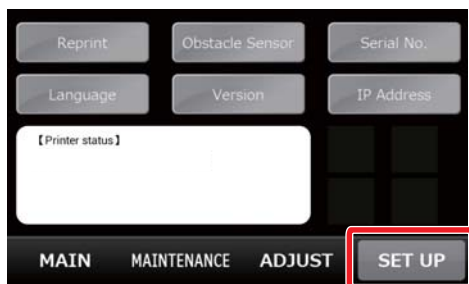 Reprint Obstacle Sensor Serial No.
Language Version IP Address
【Printer status】
MAIN MAINTENANCE ADJUST SET UP